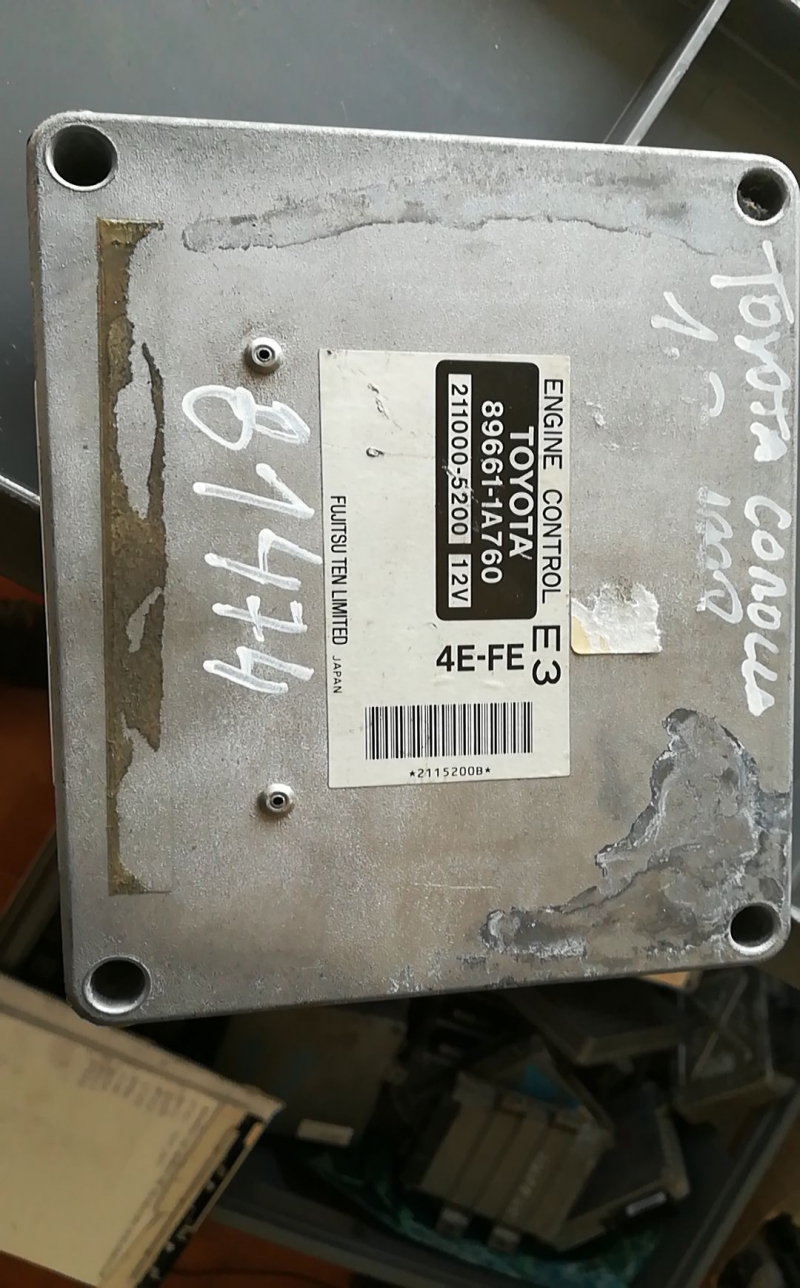 TOYOTA COROLLA
1.
ENGINE CONTROL E3
TOYOTA
89661-1A760
211000-5200 12V
4E-FE
*2115200B*
FUJITSU TEN LIMITED JAPAN
81474